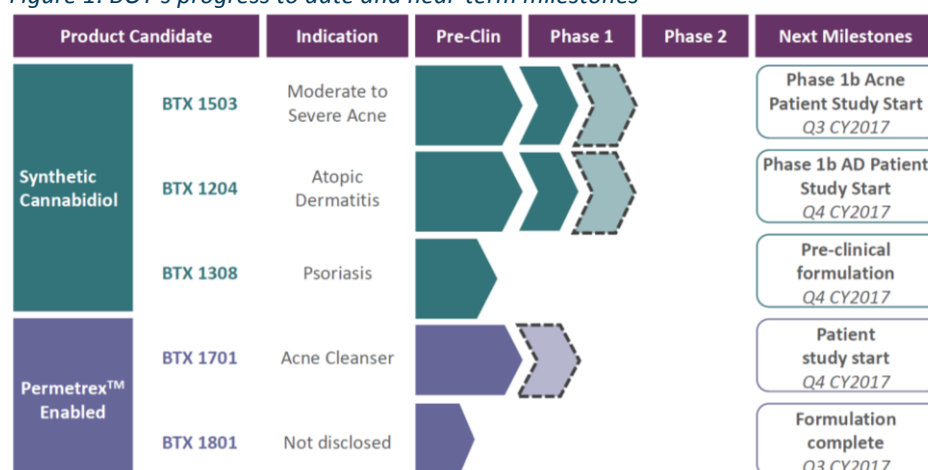 Figure 1: BOT's progress to date and near-term milestones
Product Candidate Indication Pre-Clin Phase 1 Phase 2 Next Milestones
Synthetic
Cannabidiol
BTX 1503
Moderate to
Severe Acne
Phase 1b Acne
Patient Study Start
Q3 CY2017
BTX 1204
Atopic
Dermatitis
Phase 1b AD Patient
Study Start
Q4 CY2017
BTX 1308
Psoriasis
Pre-clinical
formulation
Q4 CY2017
Permetrex™
Enabled
BTX 1701
Acne Cleanser
Patient
study start
Q4 CY2017
BTX 1801
Not disclosed
Formulation
complete
Q3 CY2017